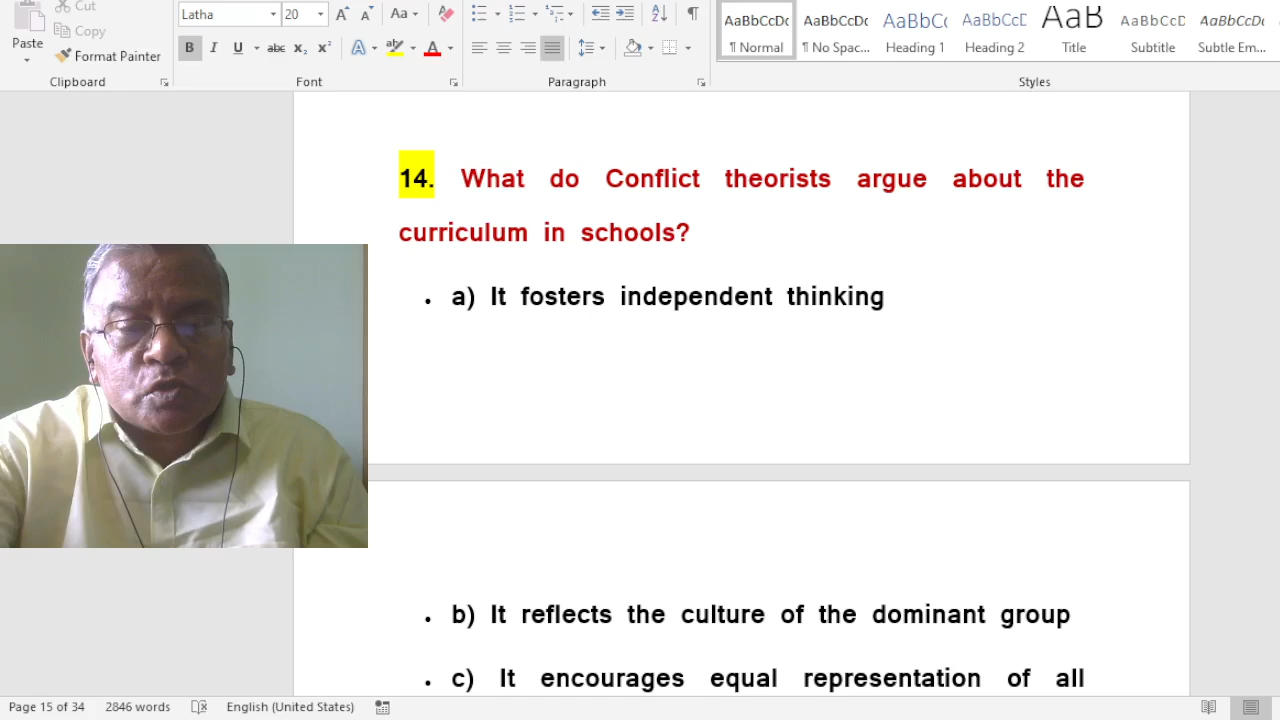 Cut
Latha 20 Aa
AaBbCcDc AaBbCcDc AaBbCc AaBbCcD AaB AaBbCcD AaBbCcDc
Paste Copy
B I U abc x₂ x² A A
¶ Normal ¶ No Spac... Heading 1 Heading 2 Title Subtitle Subtle Em...
Format Painter
Clipboard Font Paragraph Styles
14. What do Conflict theorists argue about the
curriculum in schools?
• a) It fosters independent thinking
• b) It reflects the culture of the dominant group
• c) It encourages equal representation of all
Page 15 of 34 2846 words English (United States)